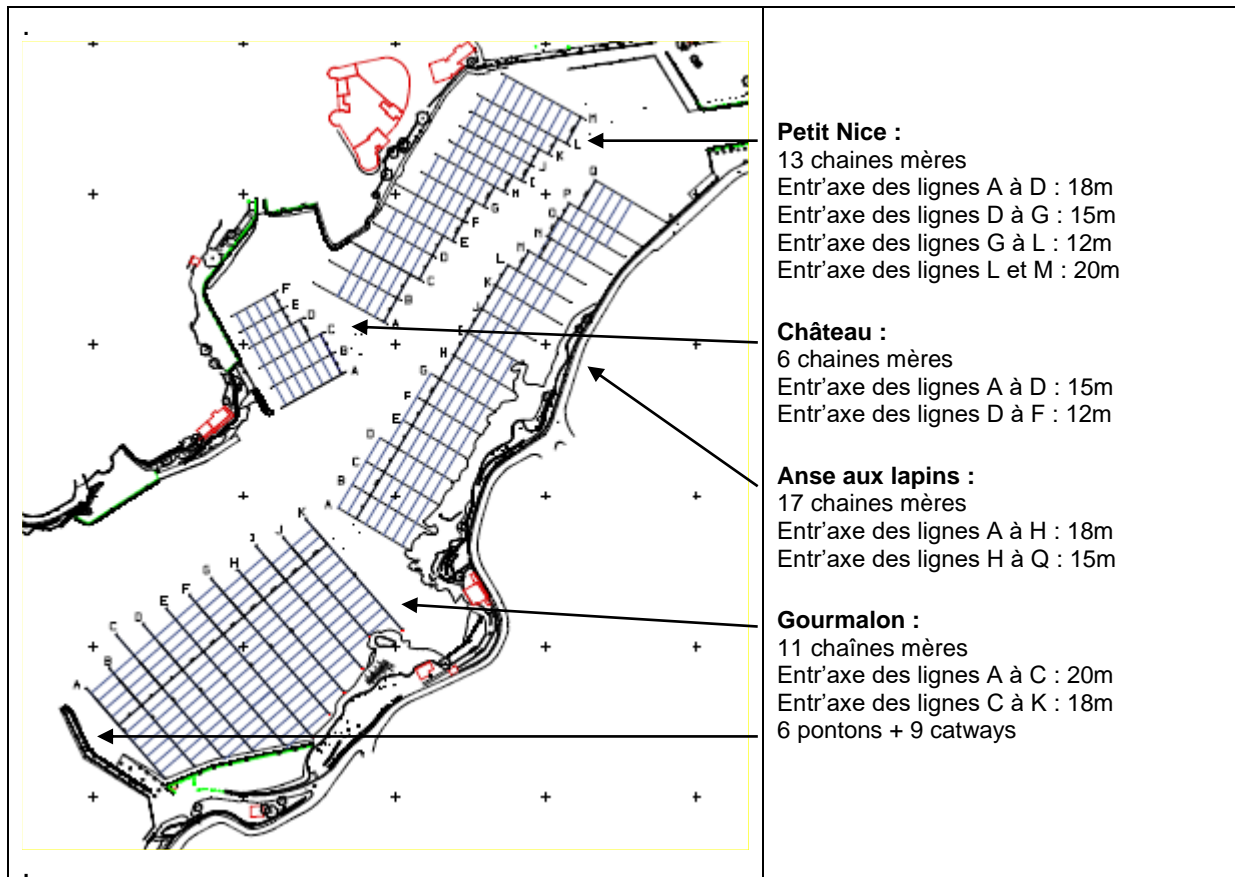 M
L
K
J
I
H
G
F
E
D
C
B
A
Q
P
O
N
M
L
K
J
I
H
G
F
E
D
C
B
A
F
E
D
C
B
A
K
J
I
H
G
F
E
D
C
B
A
Petit Nice :
13 chaines mères
Entr'axe des lignes A à D : 18m
Entr'axe des lignes D à G : 15m
Entr'axe des lignes G à L : 12m
Entr'axe des lignes L et M : 20m
Château :
6 chaines mères
Entr'axe des lignes A à D : 15m
Entr'axe des lignes D à F : 12m
Anse aux lapins :
17 chaines mères
Entr'axe des lignes A à H : 18m
Entr'axe des lignes H à Q : 15m
Gourmalon :
11 chaînes mères
Entr'axe des lignes A à C : 20m
Entr'axe des lignes C à K : 18m
6 pontons + 9 catways